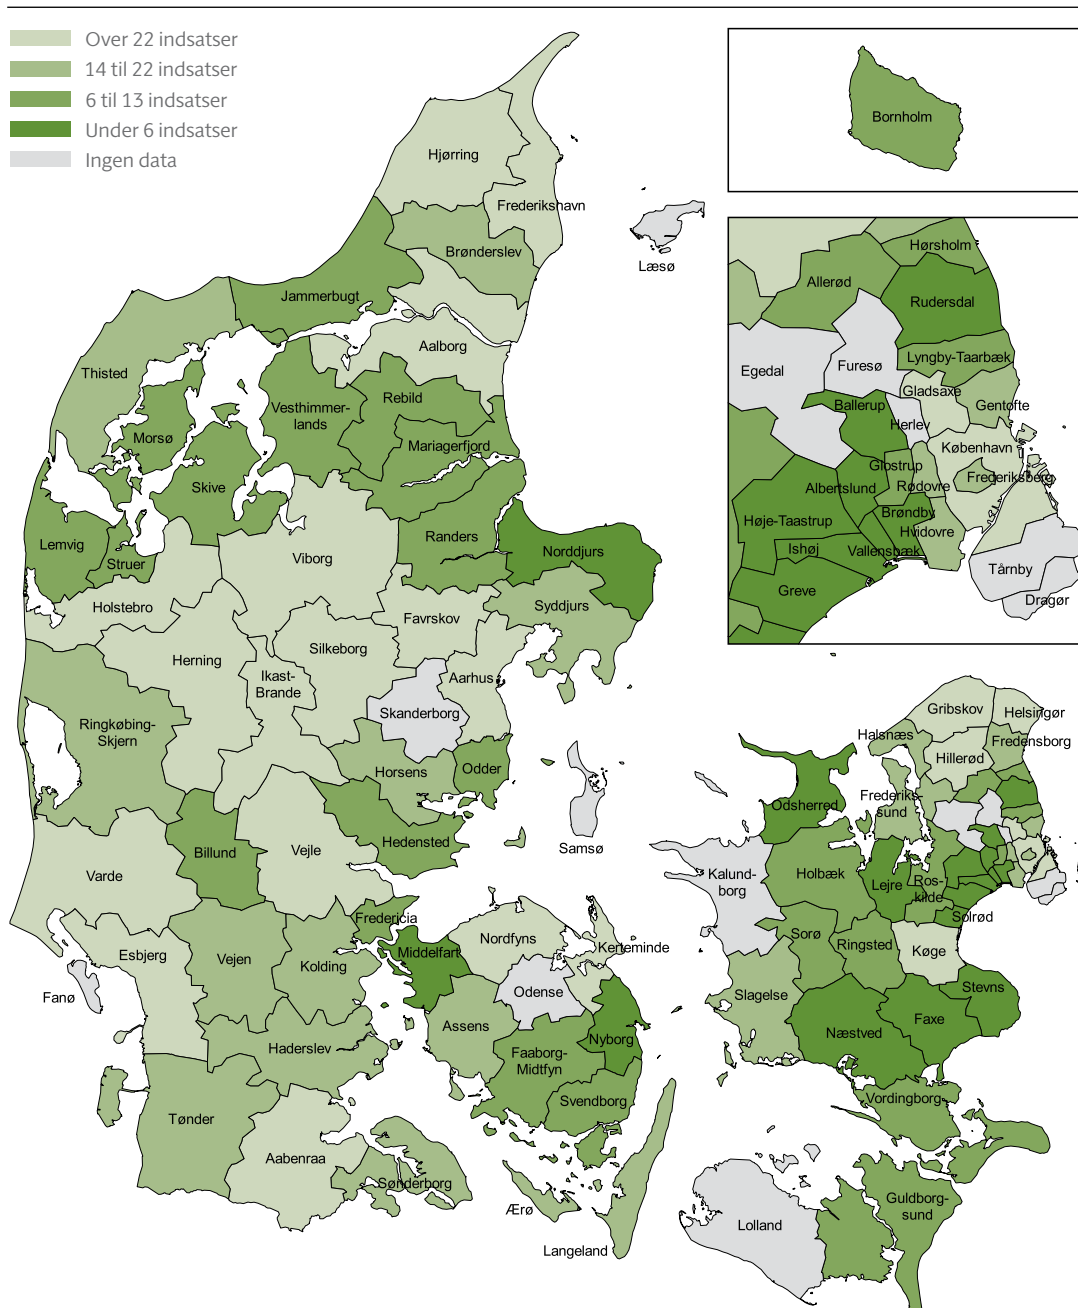 Over 22 indsatser
14 til 22 indsatser
6 til 13 indsatser
Under 6 indsatser
Ingen data
Hjørring
Frederikshavn
Brønderslev
Læsø
Jammerbugt
Aalborg
Thisted
Rebild
Vesthimmer-
lands
Morsø
Mariagerfjord
Skive
Randers
Lemvig
Struer
Viborg
Norddjurs
Holstebro
Favrskov
Syddjurs
Herning
Silkeborg
Ikast-
Brande
Aarhus
Skanderborg
Ringkøbing-
Skjern
Horsens
Odder
Hedensted
Samsø
Billund
Vejle
Varde
Fredericia
Esbjerg
Vejen
Kolding
Middelfart
Nordfyns
Kerteminde
Fanø
Odense
Assens
Nyborg
Haderslev
Faaborg-
Midtfyn
Svendborg
Tønder
Aabenraa
Sønderborg
Ærø
Langeland
Bornholm
Hørsholm
Allerød
Rudersdal
Egedal
Furesø
Lyngby-Taarbæk
Gladsaxe
Ballerup
Gentofte
Herlev
København
Glostrup
Frederiksberg
Albertslund
Rødovre
Høje-Taastrup
Brøndby
Hvidovre
Ishøj
Vallensbæk
Greve
Tårnby
Dragør
Gribskov
Helsingør
Halsnæs
Fredensborg
Hillerød
Odsherred
Frederiks-
sund
Kalund-
borg
Holbæk
Lejre
Ros-
kilde
Solrød
Sorø
Ringsted
Køge
Slagelse
Stevns
Næstved
Faxe
Vordingborg
Guldborg-
sund
Lolland